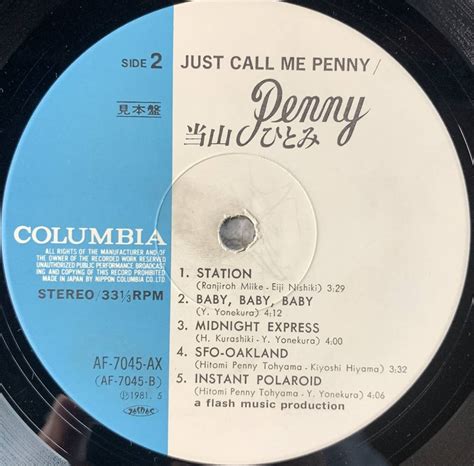 SIDE 2
JUST CALL ME PENNY/
見本盤
Penny
当山ひとみ
COLUMBIA
ALL RIGHTS OF THE MANUFACTURER AND OF
THE OWNER OF THE RECORDED WORK RESERVED
UNAUTHORIZED PUBLIC PERFORMANCE BROADCAST-
ING AND COPYING OF THIS RECORD PROHIBITED
MADE IN JAPAN BY NIPPON COLUMBIA CO.LTD.
STEREO/33⅓RPM
AF-7045-AX
(AF-7045-B)
Ⓟ1981. 5
1. STATION
(Ranjiroh Miike - Eiji Nishiki) 3:29
2. BABY, BABY, BABY
(Y. Yonekura) 4:12
3. MIDNIGHT EXPRESS
(H. Kurashiki - Y. Yonekura) 4:00
4. SFO-OAKLAND
(Hitomi Penny Tohyama - Kiyoshi Hiyama) 3:32
5. INSTANT POLAROID
(Hitomi Penny Tohyama - Y. Yonekura) 4:06
a flash music production